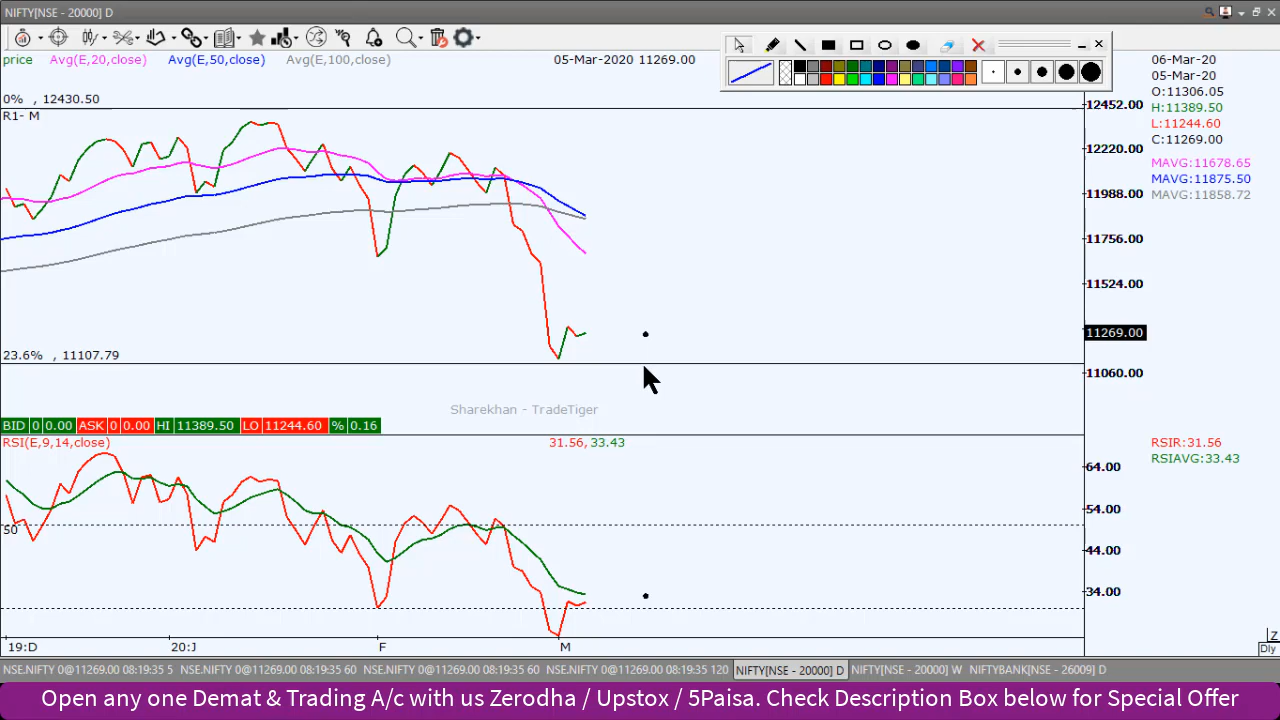 NIFTY[NSE - 20000] D
price Avg(E,20,close) Avg(E,50,close) Avg(E,100,close) 05-Mar-2020 11269.00
06-Mar-20
05-Mar-20
O:11306.05
H:11389.50
L:11244.60
C:11269.00
MAVG:11678.65
MAVG:11875.50
MAVG:11858.72
0% , 12430.50
R1- M
12452.00
12220.00
11988.00
11756.00
11524.00
11269.00
11060.00
23.6% , 11107.79
Sharekhan - TradeTiger
BID 0 0.00 ASK 0 0.00 HI 11389.50 LO 11244.60 % 0.16
RSI(E,9,14,close) 31.56, 33.43
RSIR:31.56
RSIAVG:33.43
64.00
54.00
50
44.00
34.00
19:D 20:J F M
Z
Dly
NSE.NIFTY 0@11269.00 08:19:35 5 NSE.NIFTY 0@11269.00 08:19:35 60 NSE.NIFTY 0@11269.00 08:19:35 60 NSE.NIFTY 0@11269.00 08:19:35 120 NIFTY[NSE - 20000] D NIFTY[NSE - 20000] W NIFTYBANK[NSE - 26009] D
Open any one Demat & Trading A/c with us Zerodha / Upstox / 5Paisa. Check Description Box below for Special Offer